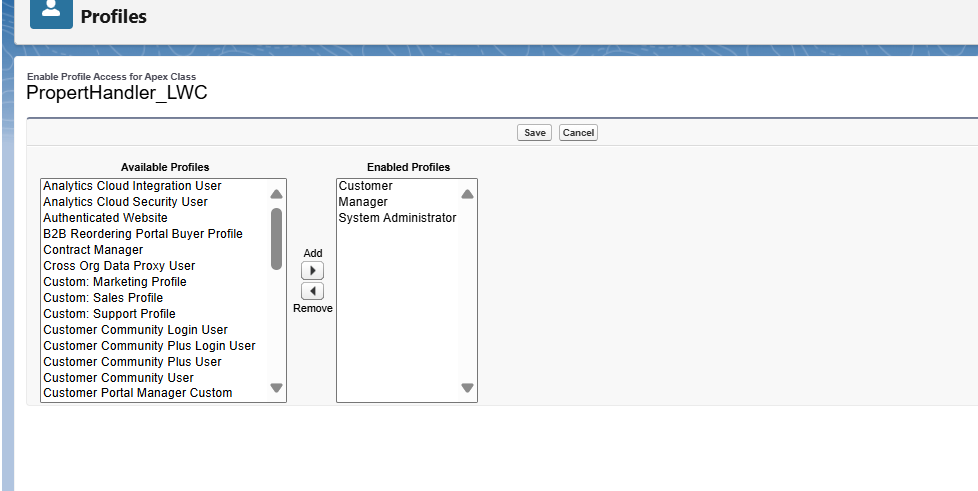 Profiles
Enable Profile Access for Apex Class
PropertHandler_LWC
Save Cancel
Available Profiles
Analytics Cloud Integration User
Analytics Cloud Security User
Authenticated Website
B2B Reordering Portal Buyer Profile
Contract Manager
Cross Org Data Proxy User
Custom: Marketing Profile
Custom: Sales Profile
Custom: Support Profile
Customer Community Login User
Customer Community Plus Login User
Customer Community Plus User
Customer Community User
Customer Portal Manager Custom
Add
Remove
Enabled Profiles
Customer
Manager
System Administrator